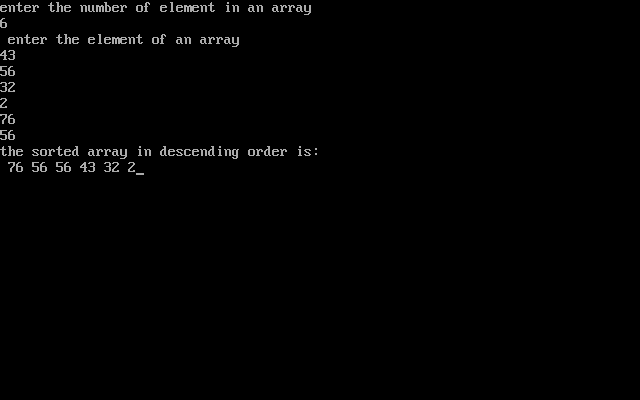 enter the number of element in an array
6
enter the element of an array
43
56
32
2
76
56
the sorted array in descending order is:
76 56 56 43 32 2_